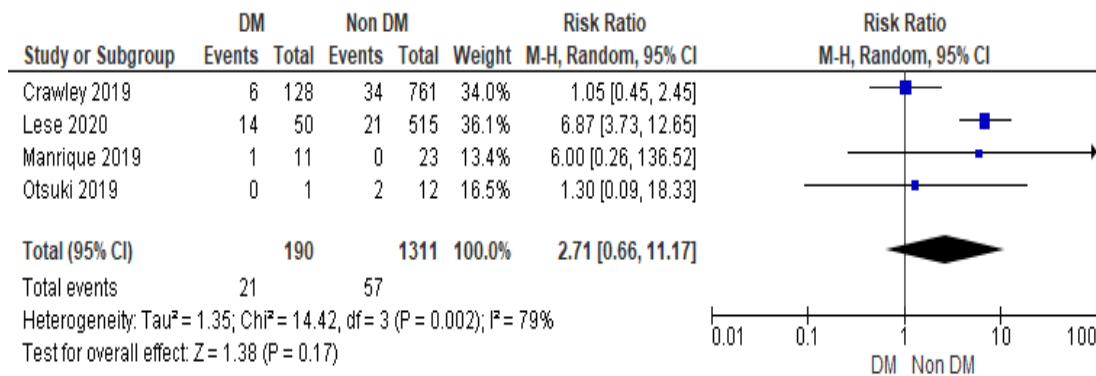 DM Non DM Risk Ratio Risk Ratio
Study or Subgroup Events Total Events Total Weight M-H, Random, 95% CI M-H, Random, 95% CI
Crawley 2019 6 128 34 761 34.0% 1.05 [0.45, 2.45]
Lese 2020 14 50 21 515 36.1% 6.87 [3.73, 12.65]
Manrique 2019 1 11 0 23 13.4% 6.00 [0.26, 136.52]
Otsuki 2019 0 1 2 12 16.5% 1.30 [0.09, 18.33]
Total (95% CI) 190 1311 100.0% 2.71 [0.66, 11.17]
Total events 21 57
Heterogeneity: Tau² = 1.35; Chi² = 14.42, df = 3 (P = 0.002); I² = 79%
Test for overall effect: Z = 1.38 (P = 0.17)
0.01 0.1 1 10 100
DM Non DM